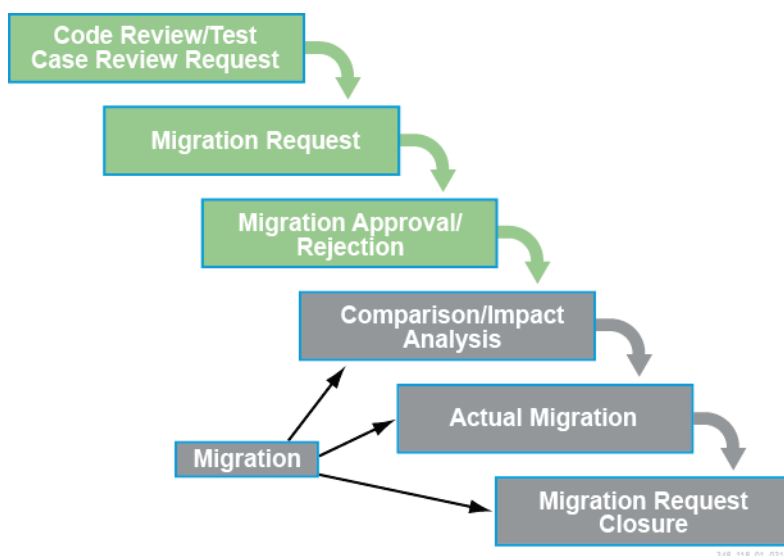 Code Review/Test
Case Review Request
Migration Request
Migration Approval/
Rejection
Comparison/Impact
Analysis
Actual Migration
Migration
Migration Request
Closure